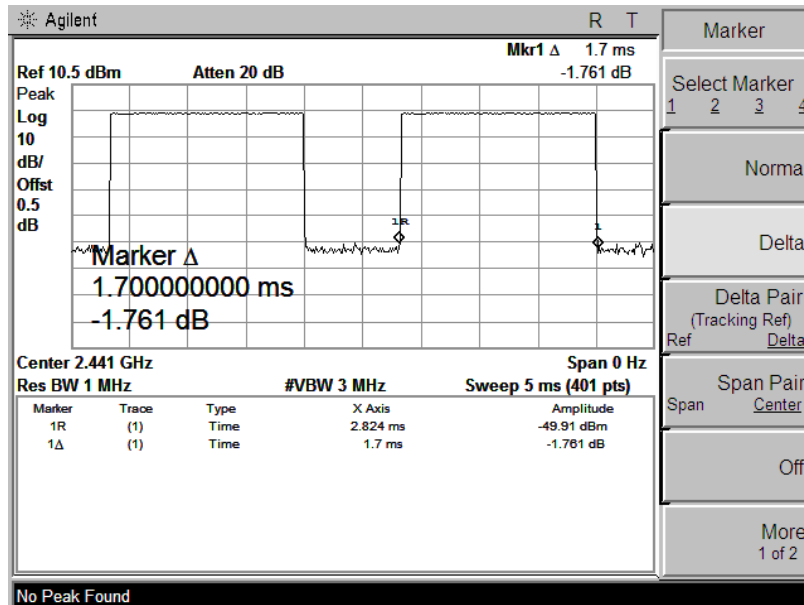 Agilent R T
Mkr1 Δ 1.7 ms
Ref 10.5 dBm Atten 20 dB -1.761 dB
Peak
Log
10
dB/
Offst
0.5
dB
1R
1
Marker Δ
1.700000000 ms
-1.761 dB
Center 2.441 GHz Span 0 Hz
Res BW 1 MHz #VBW 3 MHz Sweep 5 ms (401 pts)
Marker Trace Type X Axis Amplitude
1R (1) Time 2.824 ms -49.91 dBm
1Δ (1) Time 1.7 ms -1.761 dB
No Peak Found
Marker
Select Marker
1 2 3 4
Norma
Delta
Delta Pair
(Tracking Ref)
Ref Delta
Span Pair
Span Center
Off
More
1 of 2